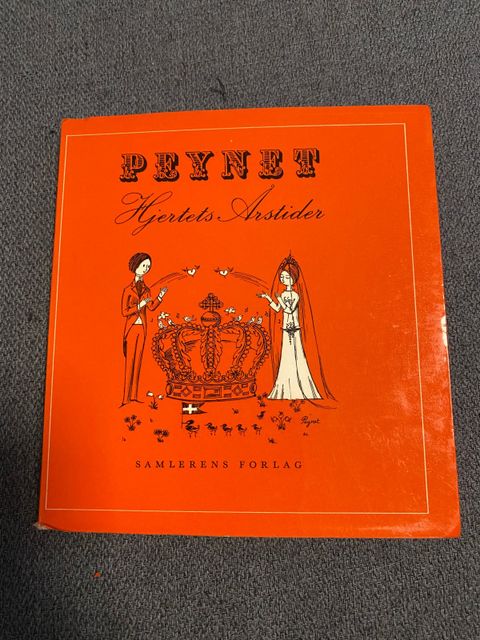 PEYNET
Hjertets Årstider
Peynet
SAMLERENS FORLAG